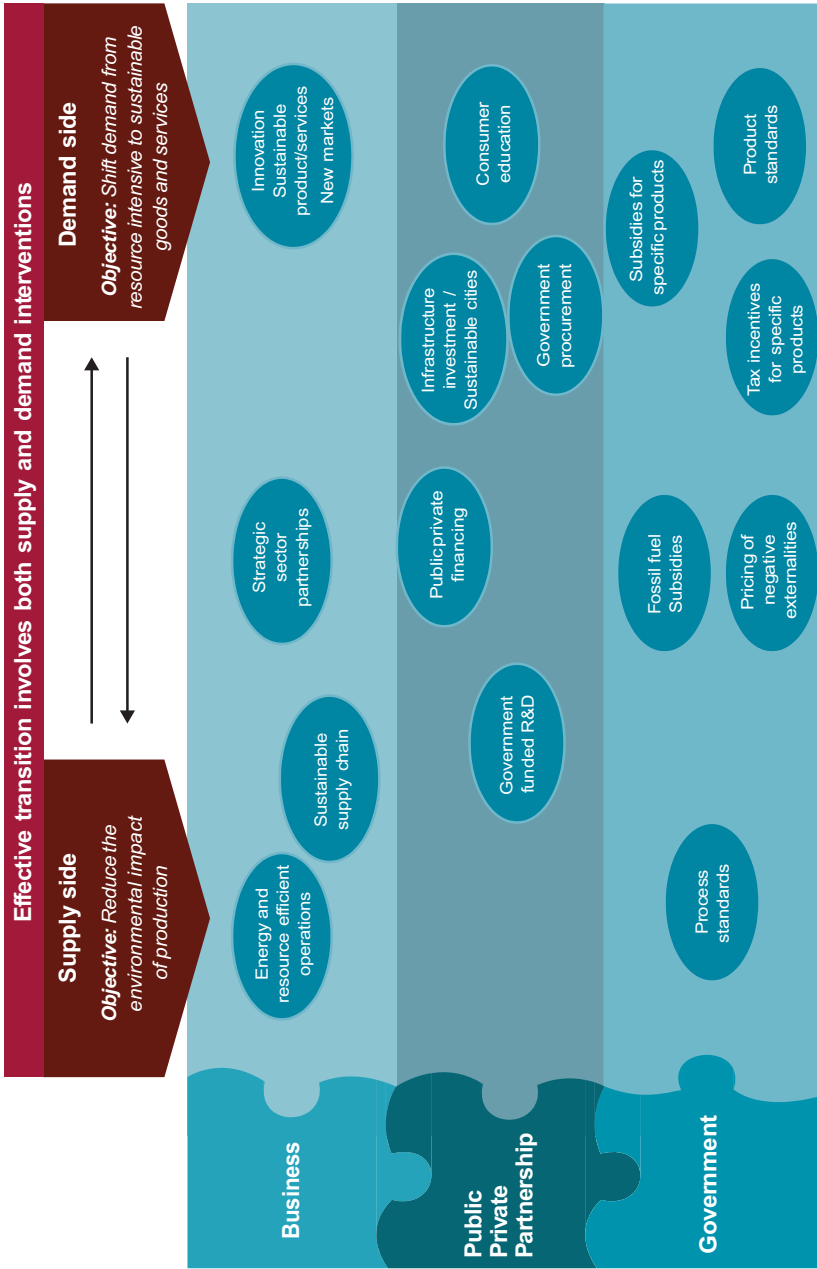 Effective transition involves both supply and demand interventions
Supply side
Objective: Reduce the
environmental impact
of production
Demand side
Objective: Shift demand from
resource intensive to sustainable
goods and services
Business
Energy and
resource efficient
operations
Sustainable
supply chain
Strategic
sector
partnerships
Innovation
Sustainable
product/services
New markets
Public
Private
Partnership
Government
funded R&D
Publicprivate
financing
Infrastructure
investment /
Sustainable cities
Government
procurement
Consumer
education
Government
Process
standards
Fossil fuel
Subsidies
Pricing of
negative
externalities
Subsidies for
specific products
Tax incentives
for specific
products
Product
standards